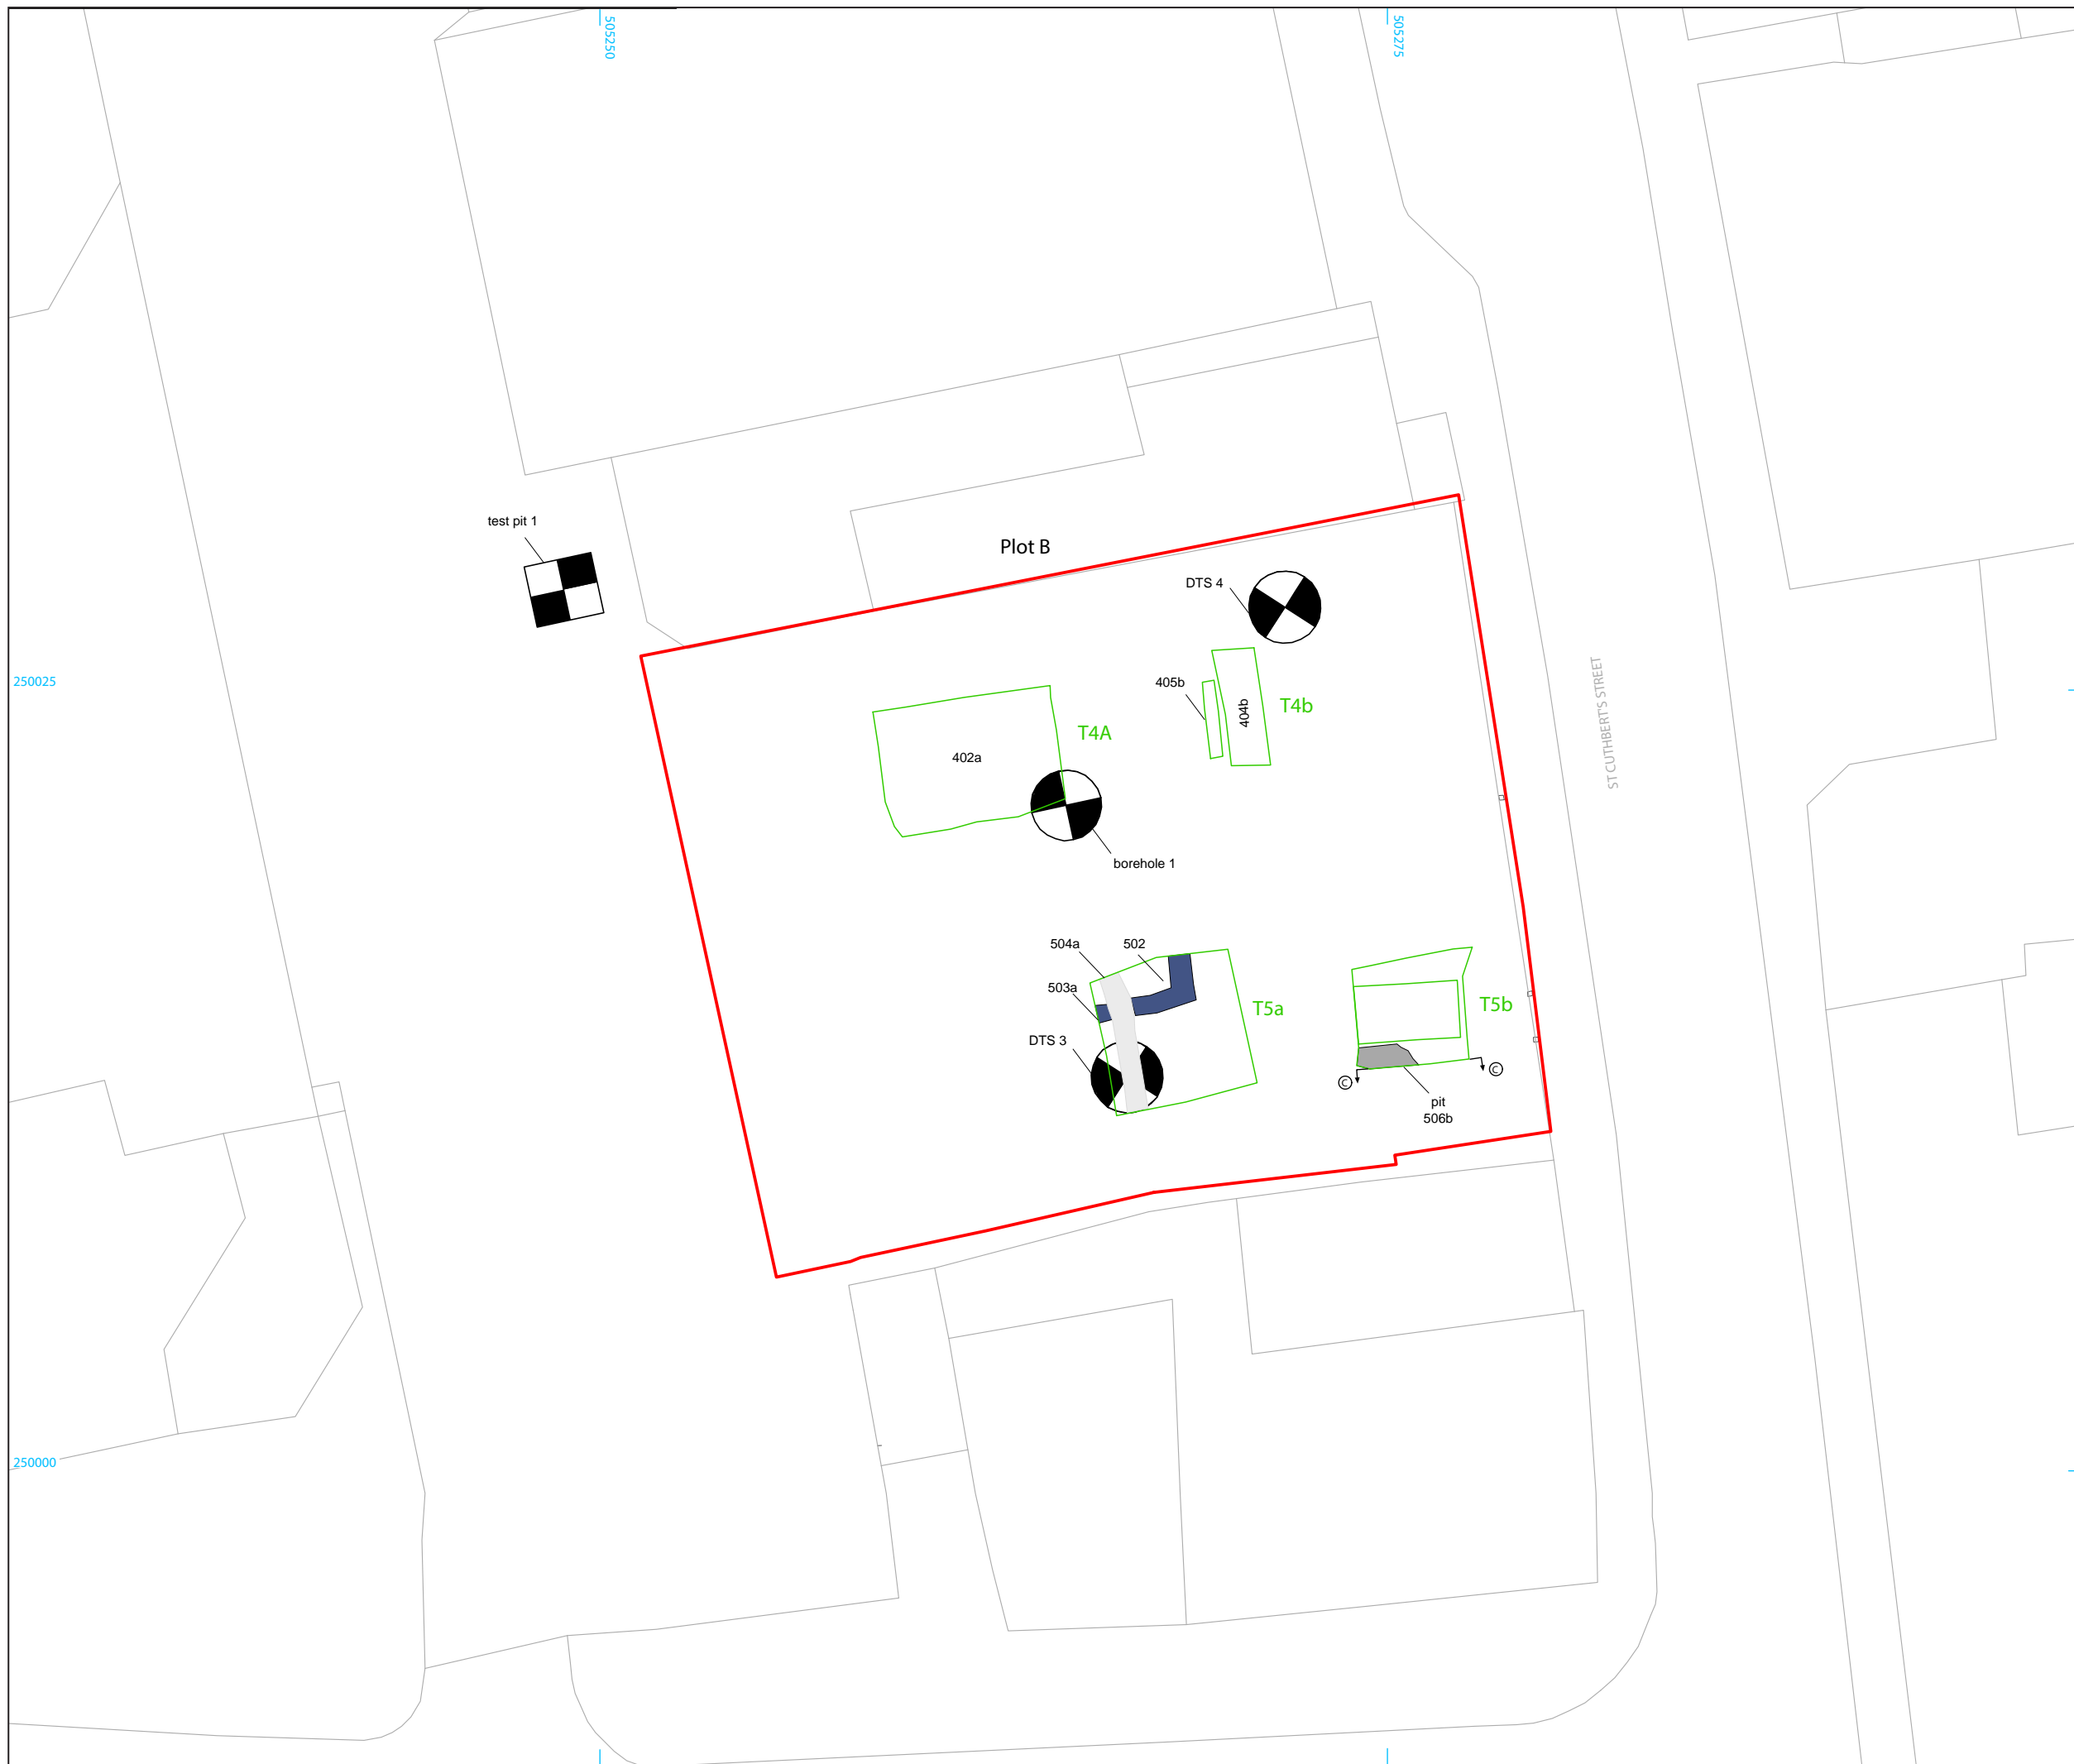 505250
505275
test pit 1
Plot B
DTS 4
250025
405b
404b
T4b
T4A
402a
ST CUTHBERT'S STREET
borehole 1
504a
502
503a
T5a
T5b
DTS 3
C
C
pit
506b
250000